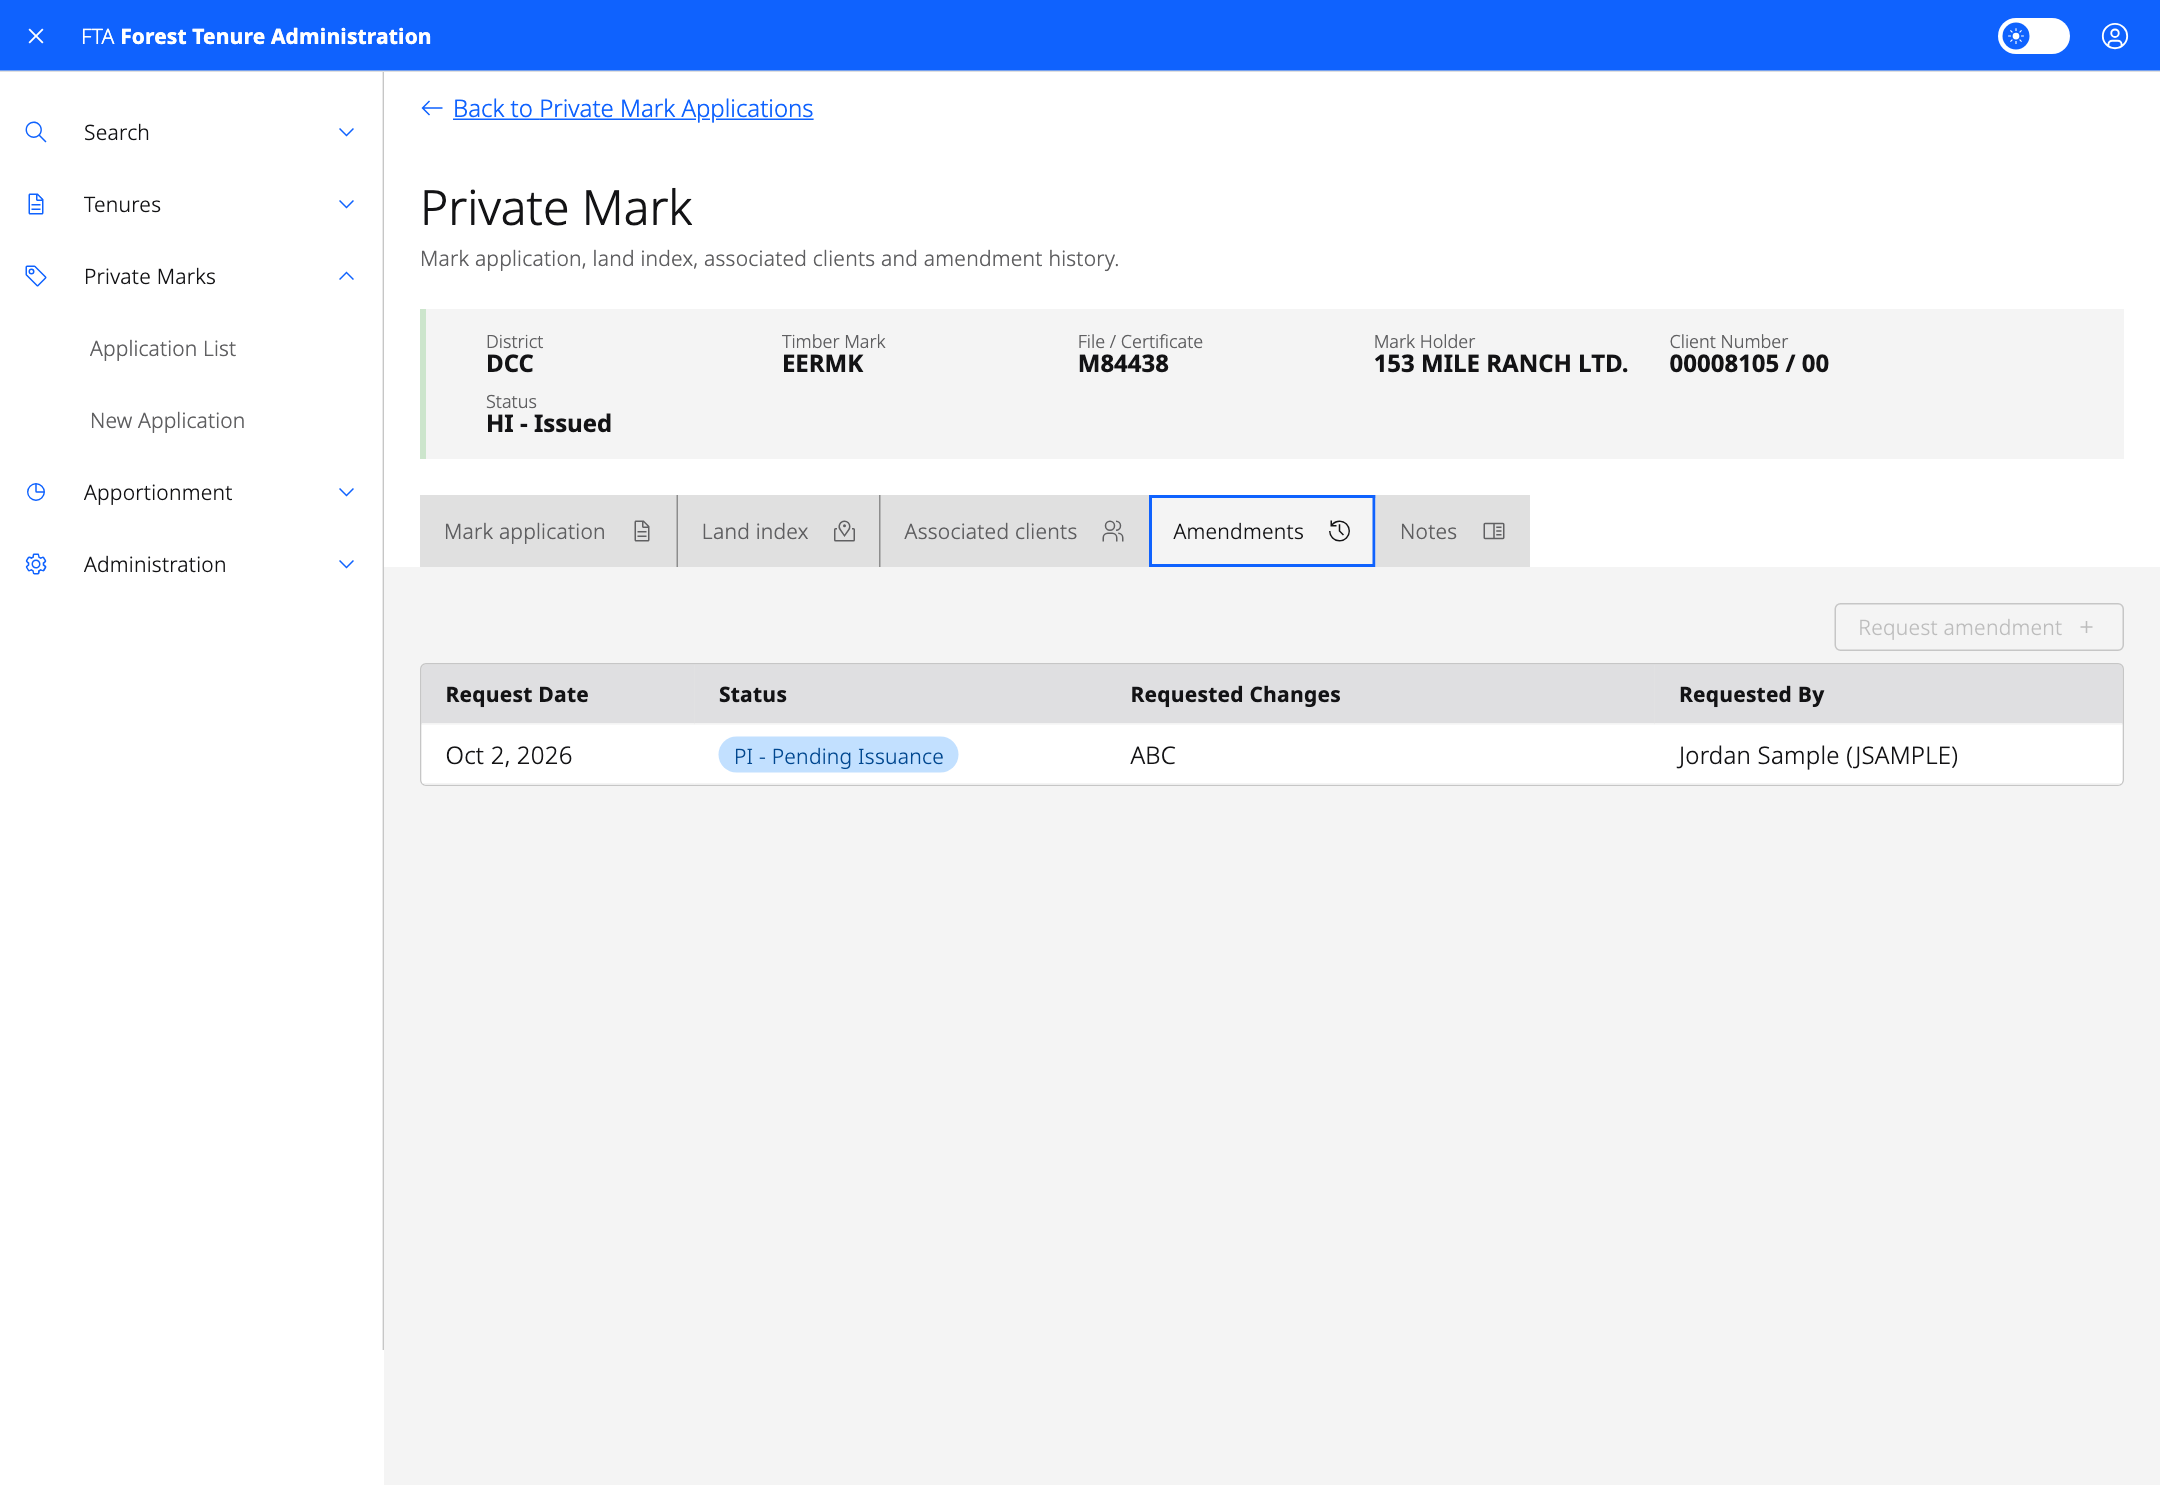 FTA Forest Tenure Administration
Search
Tenures
Private Marks
Application List
New Application
Apportionment
Administration
Back to Private Mark Applications
Private Mark
Mark application, land index, associated clients and amendment history.
District Timber Mark File / Certificate Mark Holder Client Number
DCC EERMK M84438 153 MILE RANCH LTD. 00008105 / 00
Status
HI - Issued
Mark application Land index Associated clients Amendments Notes
Request amendment +
Request Date Status Requested Changes Requested By
Oct 2, 2026 PI - Pending Issuance ABC Jordan Sample (JSAMPLE)